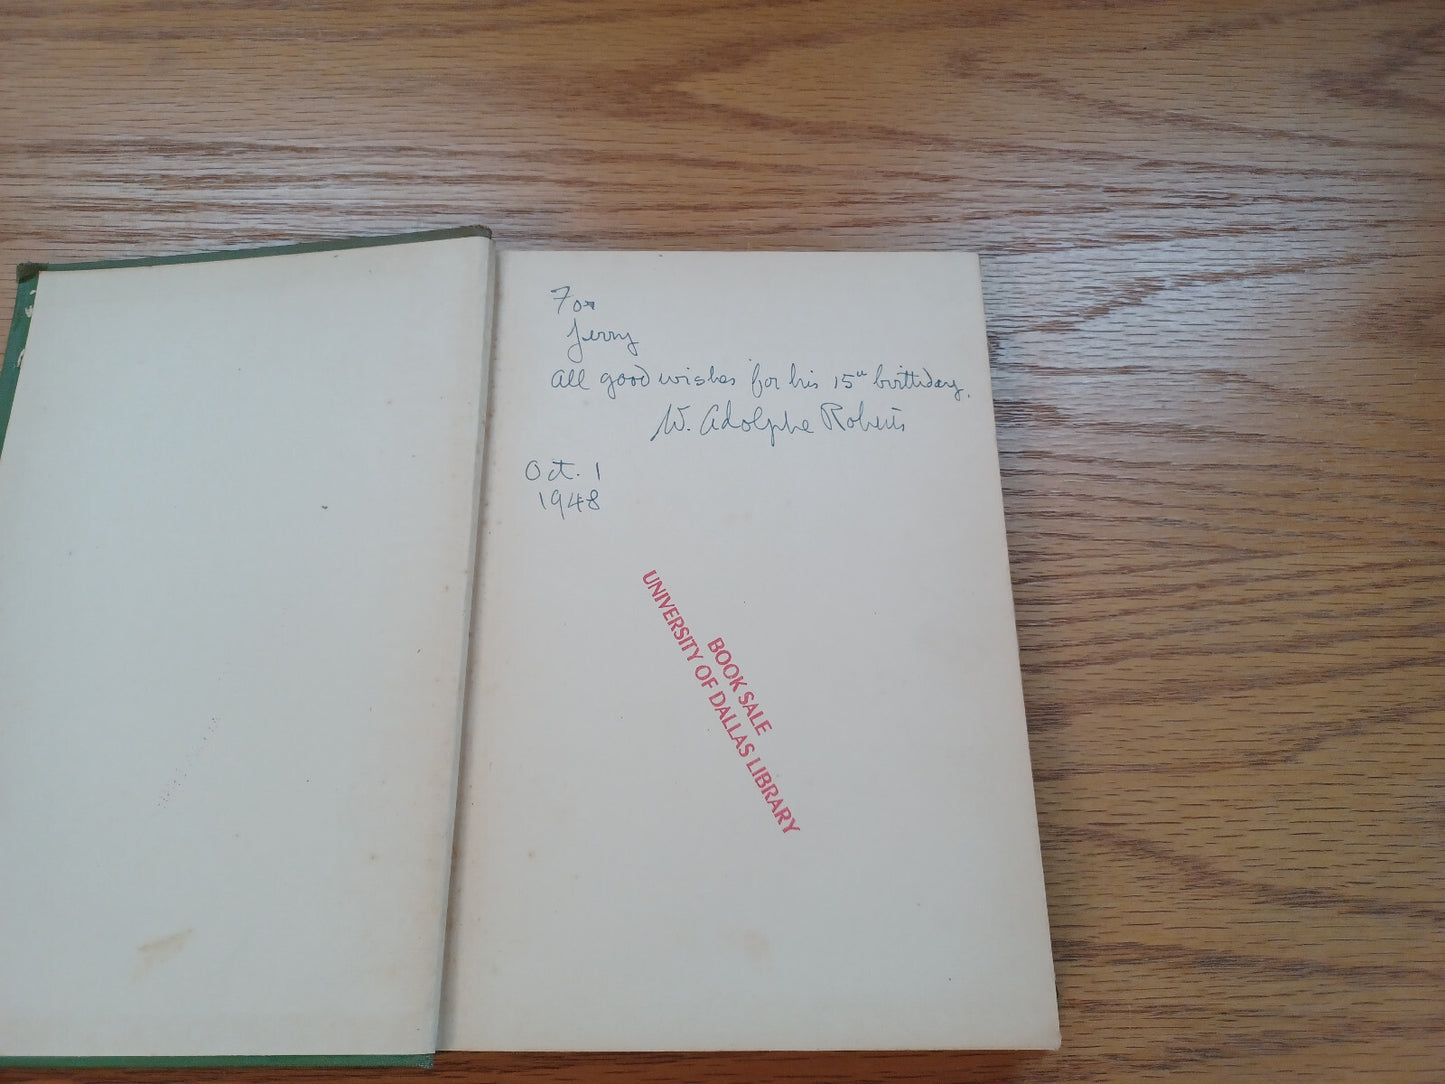 For
Jerry
all good wishes for his 15th birthday.
W. Adolphe Roberts
Oct. 1
1948
BOOK SALE
UNIVERSITY OF DALLAS LIBRARY